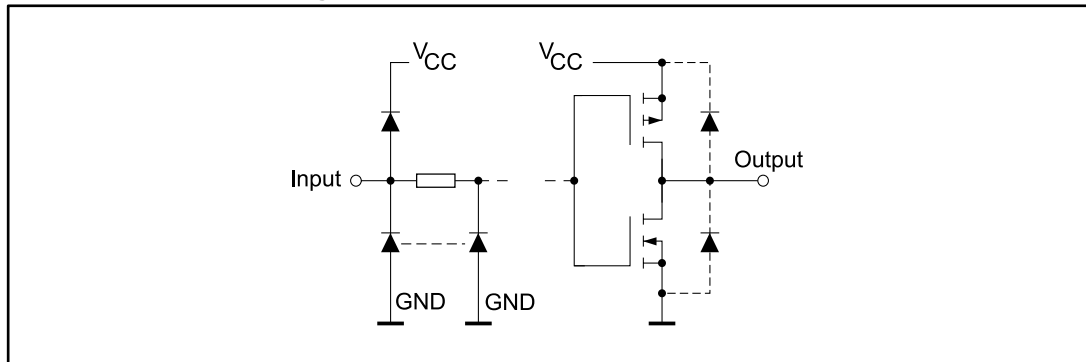 VCC
VCC
Input
Output
GND
GND